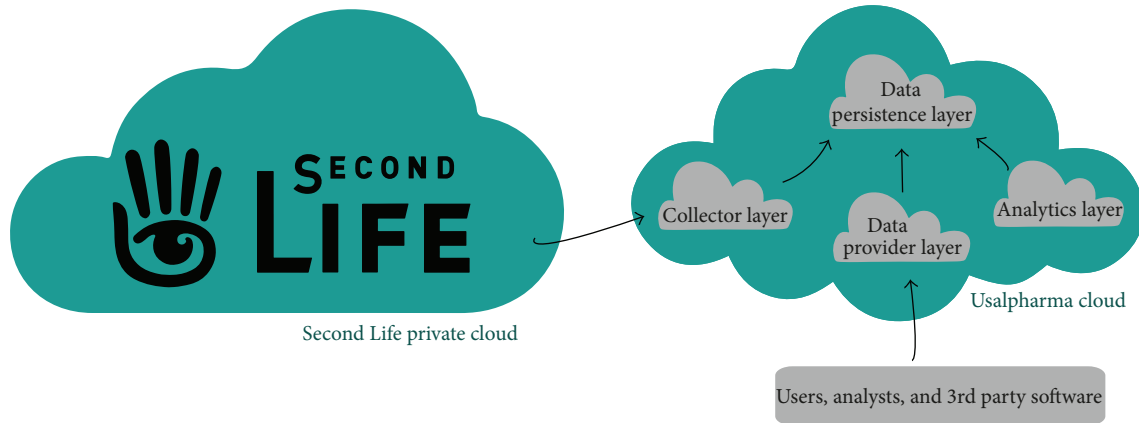 SECOND
LIFE
Second Life private cloud
Data
persistence layer
Collector layer
Data
provider layer
Analytics layer
Usalpharma cloud
Users, analysts, and 3rd party software